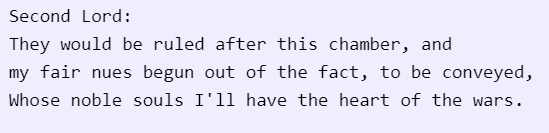 Second Lord:
They would be ruled after this chamber, and
my fair nues begun out of the fact, to be conveyed,
Whose noble souls I'll have the heart of the wars.